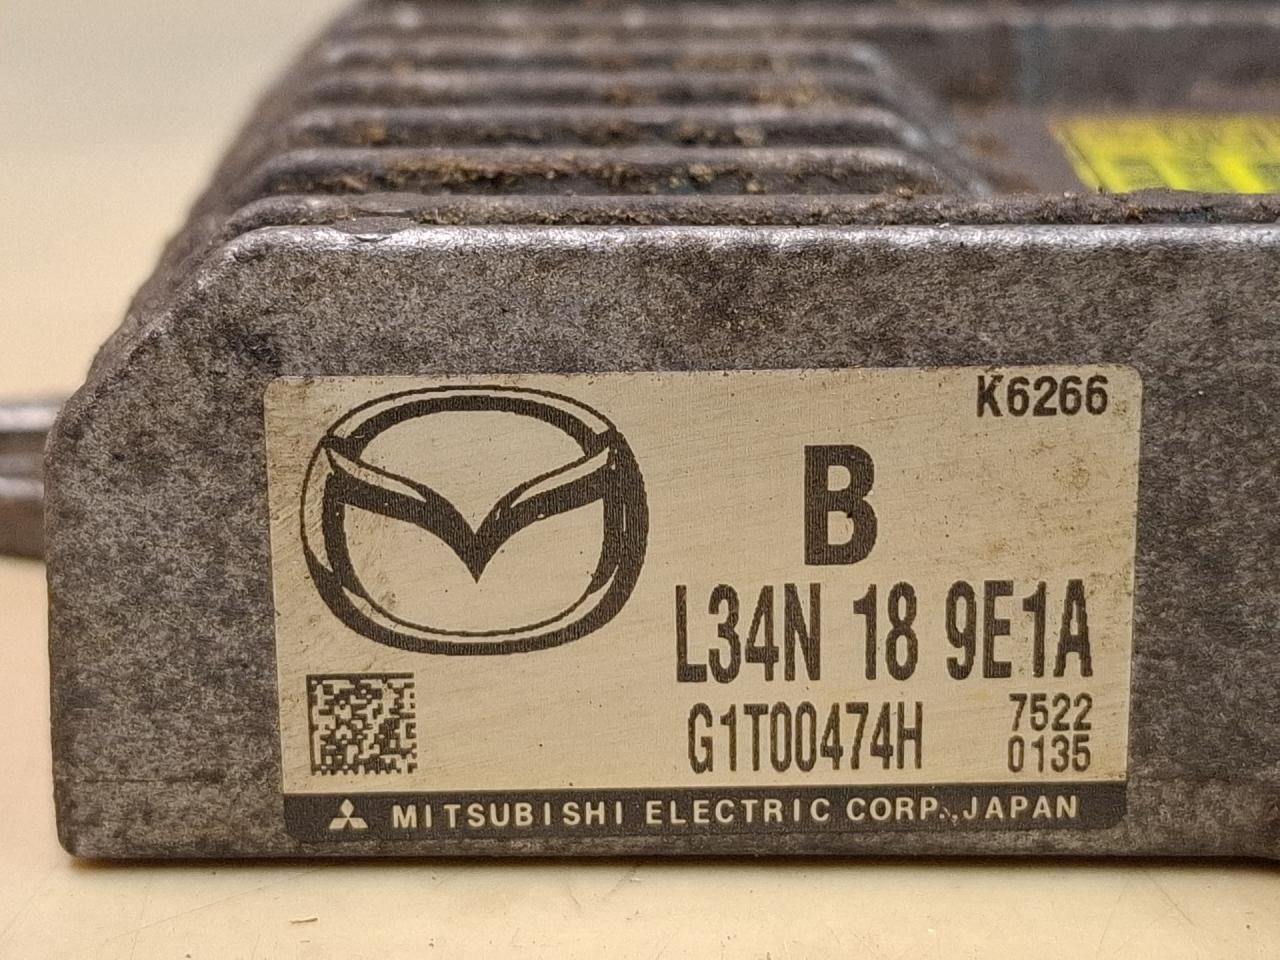 K6266
B
L34N 18 9E1A
G1T00474H 7522
0135
MITSUBISHI ELECTRIC CORP., JAPAN